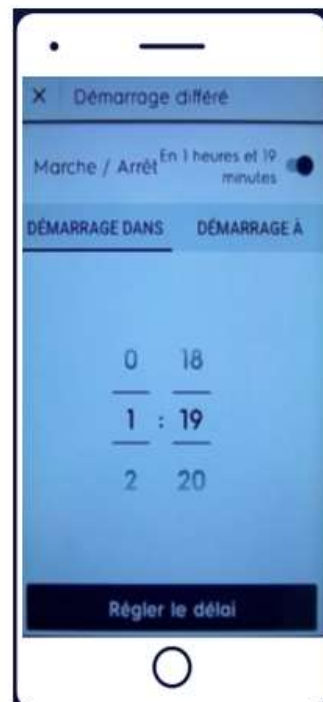 × Démarrage différé
Marche / Arrêt En 1 heures et 19 minutes
DÉMARRAGE DANS DÉMARRAGE À
0 18
1 : 19
2 20
Régler le délai